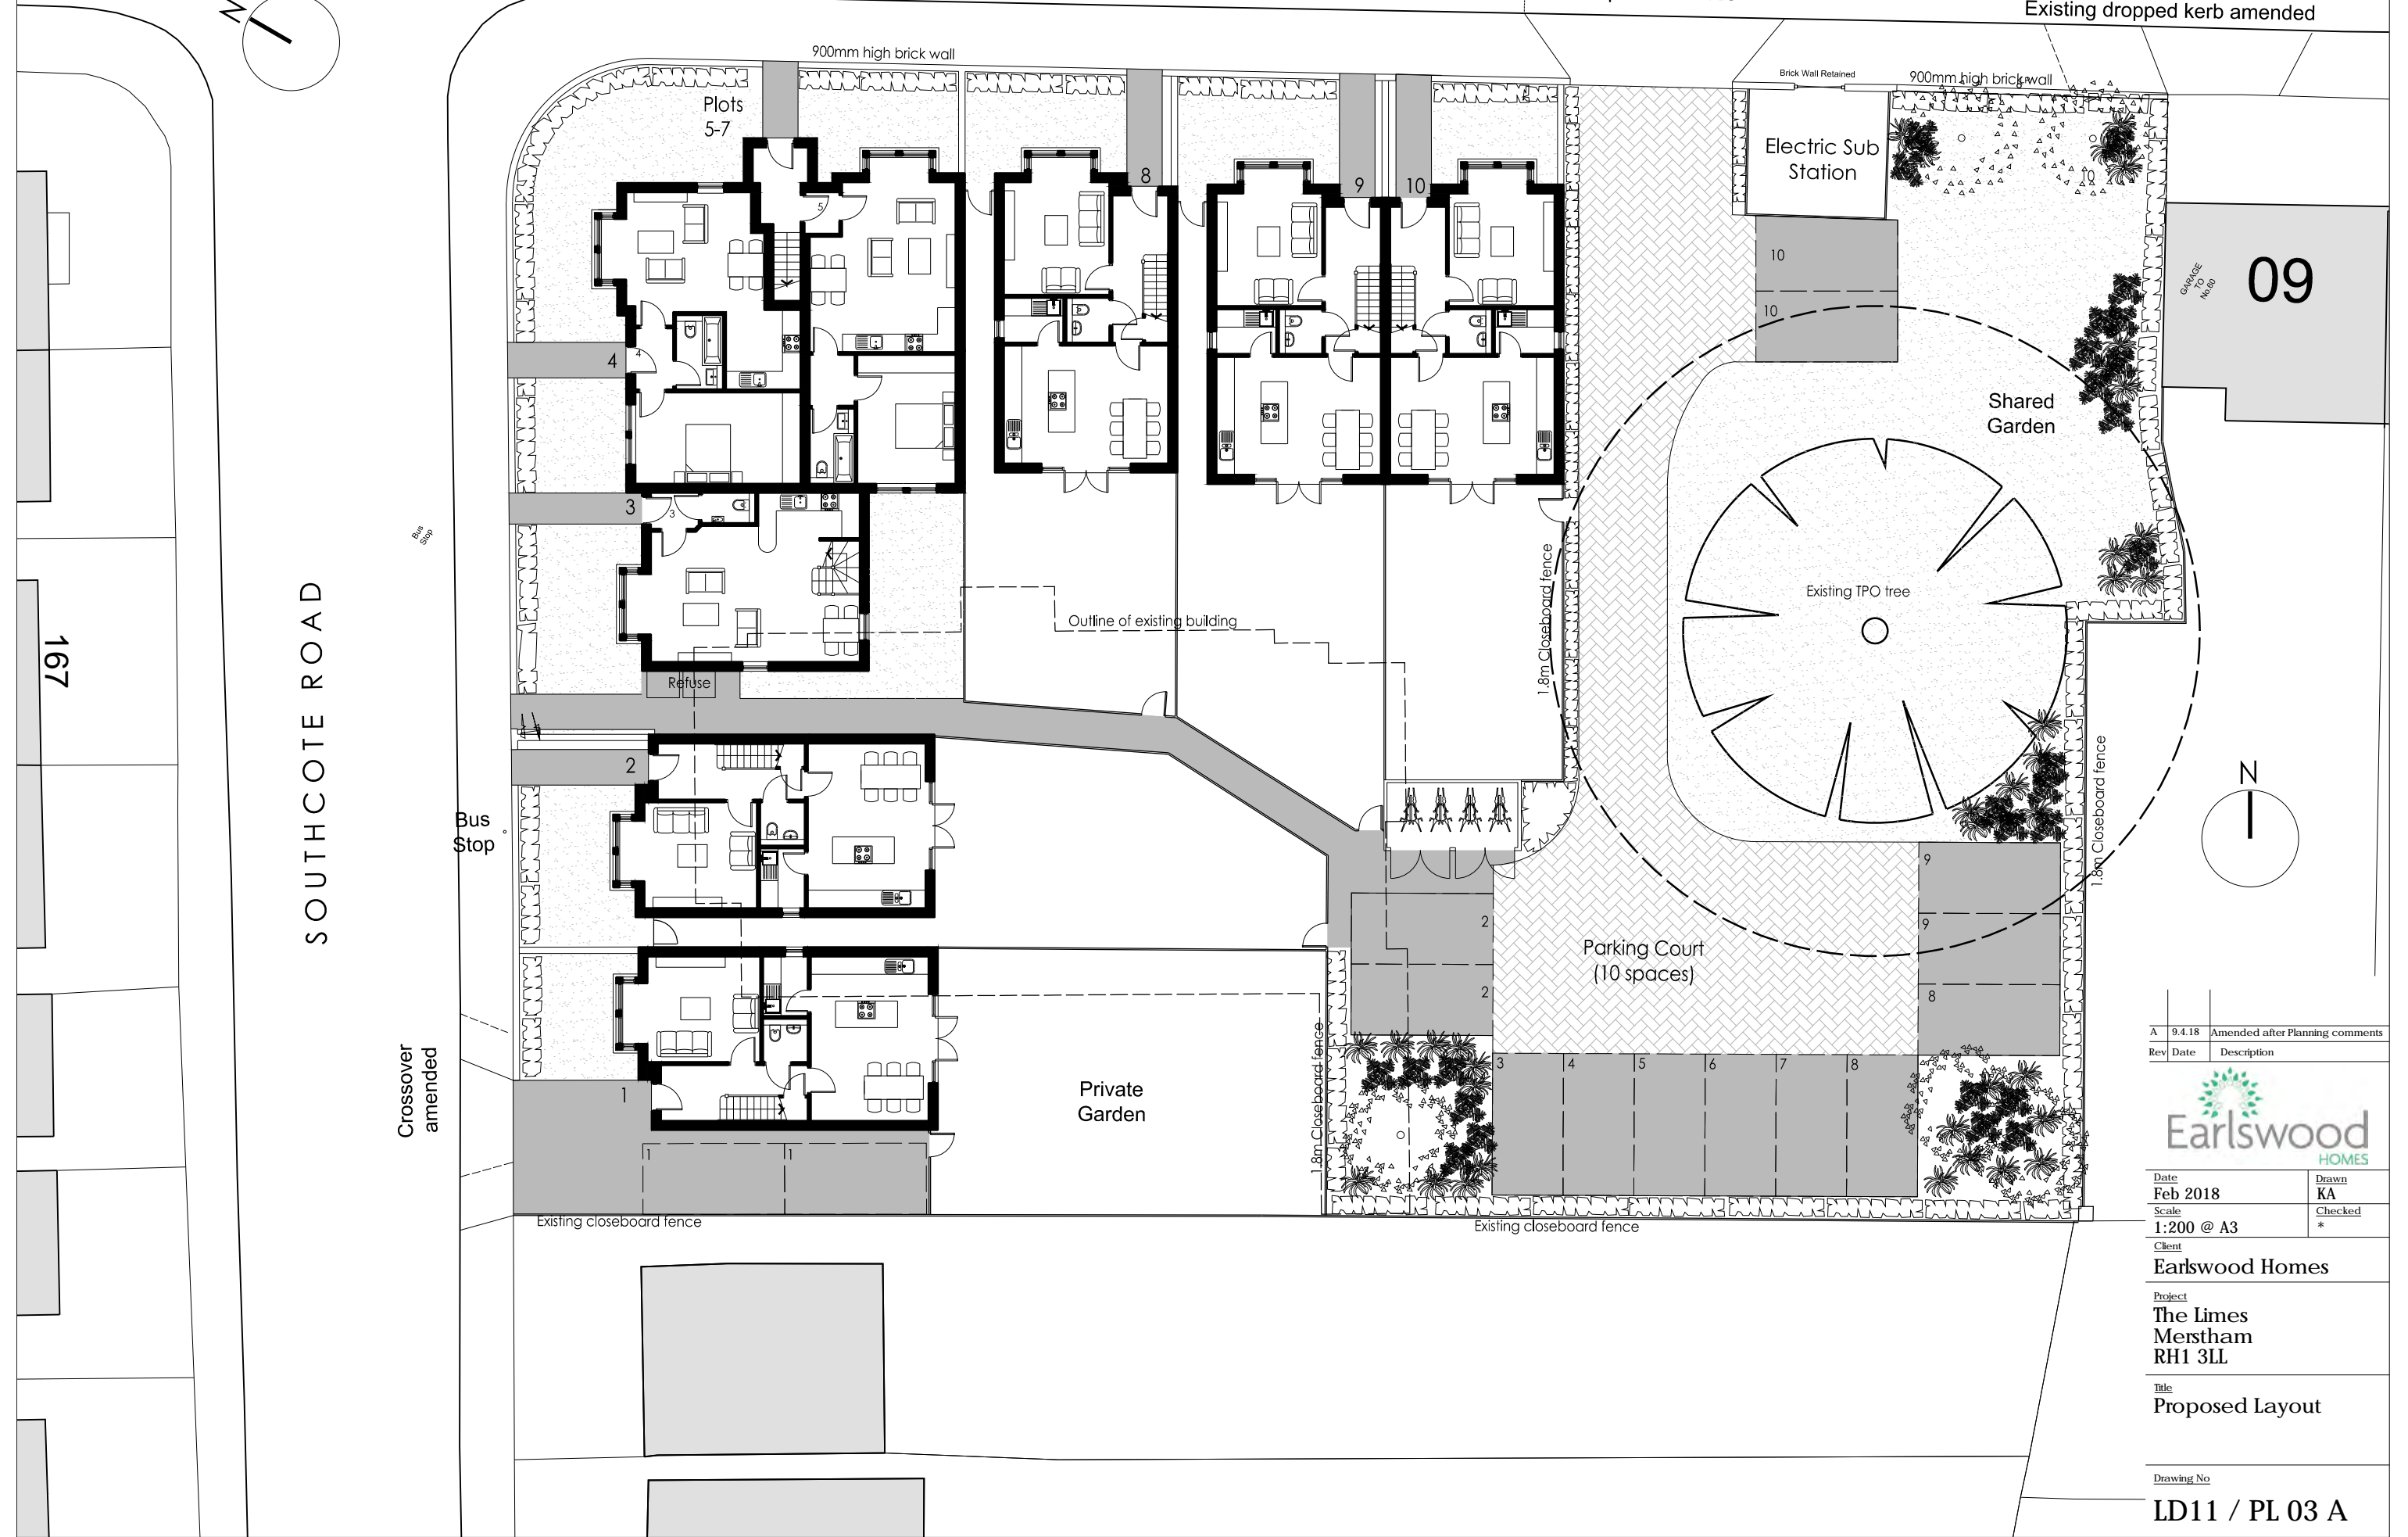 Existing dropped kerb amended
N
900mm high brick wall
Brick Wall Retained
900mm high brick wall
Plots
5-7
Electric Sub
Station
8
9
10
5
4
4
3
3
10
10
GARAGE
TO
No.60
09
Shared
Garden
Bus
Stop
167
SOUTHCOTE ROAD
Outline of existing building
1.8m Closeboard fence
Existing TPO tree
Refuse
2
Bus
Stop
1.8m Closeboard fence
N
9
9
8
2
2
Parking Court
(10 spaces)
Crossover
amended
1
1
1
Private
Garden
1.8m Closeboard fence
3
4
5
6
7
8
Existing closeboard fence
Existing closeboard fence
A 9.4.18 Amended after Planning comments
Rev Date Description
Earlswood
HOMES
Date Drawn
Feb 2018 KA
Scale Checked
1:200 @ A3 *
Client
Earlswood Homes
Project
The Limes
Merstham
RH1 3LL
Title
Proposed Layout
Drawing No
LD11 / PL 03 A